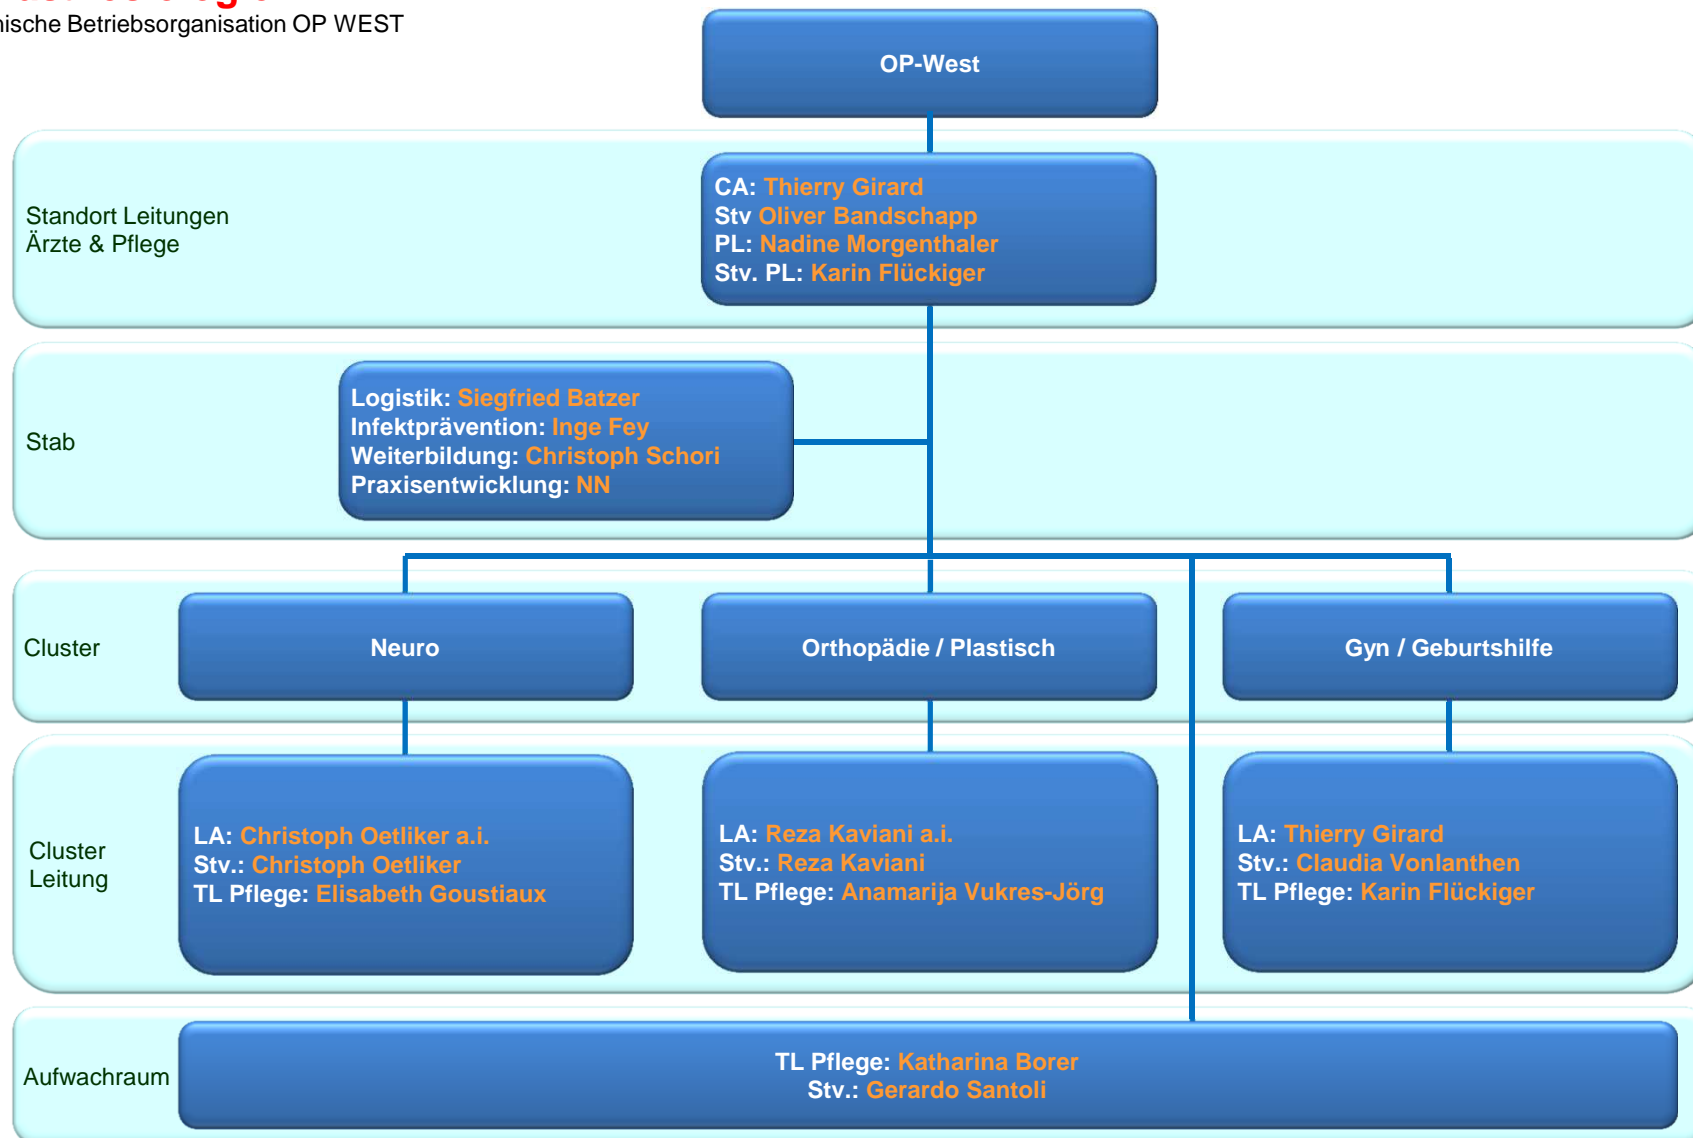 Betriebsorganisation OP WEST
OP-West
Standort Leitungen
Ärzte & Pflege
CA: Thierry Girard
Stv Oliver Bandschapp
PL: Nadine Morgenthaler
Stv. PL: Karin Flückiger
Stab
Logistik: Siegfried Batzer
Infektprävention: Inge Fey
Weiterbildung: Christoph Schori
Praxisentwicklung: NN
Cluster
Neuro
Orthopädie / Plastisch
Gyn / Geburtshilfe
Cluster
Leitung
LA: Christoph Oetliker a.i.
Stv.: Christoph Oetliker
TL Pflege: Elisabeth Goustiaux
LA: Reza Kaviani a.i.
Stv.: Reza Kaviani
TL Pflege: Anamarija Vukres-Jörg
LA: Thierry Girard
Stv.: Claudia Vonlanthen
TL Pflege: Karin Flückiger
Aufwachraum
TL Pflege: Katharina Borer
Stv.: Gerardo Santoli